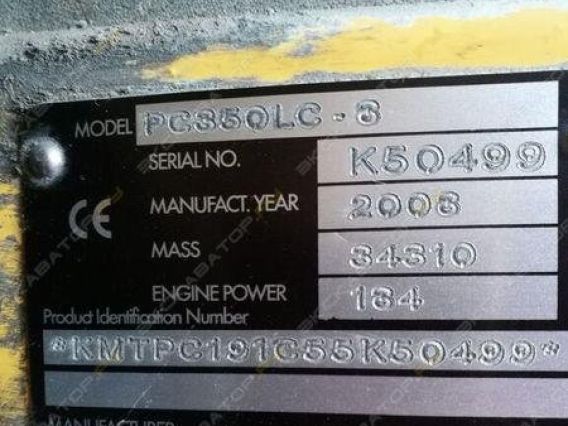 MODEL PC350LC - 8
SERIAL NO. K50499
CE MANUFACT. YEAR 2008
MASS 34310
ENGINE POWER 184
Product Identification Number
*KMTPC191C55K50499*
MANUFACTURER